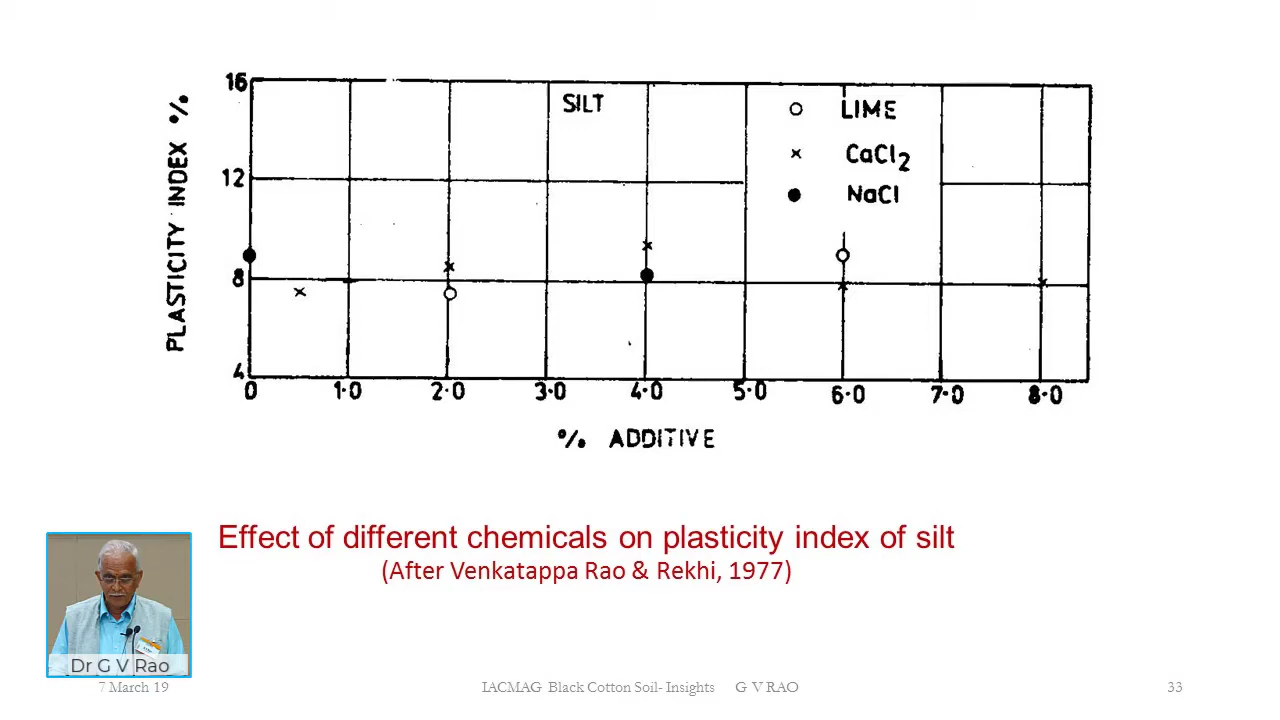 16
12
8
4
PLASTICITY INDEX %
SILT
LIME
CaCl2
NaCl
0 1.0 2.0 3.0 4.0 5.0 6.0 7.0 8.0
% ADDITIVE
Effect of different chemicals on plasticity index of silt
(After Venkatappa Rao & Rekhi, 1977)
Dr G V Rao
7 March 19
IACMAG Black Cotton Soil- Insights G V RAO
33